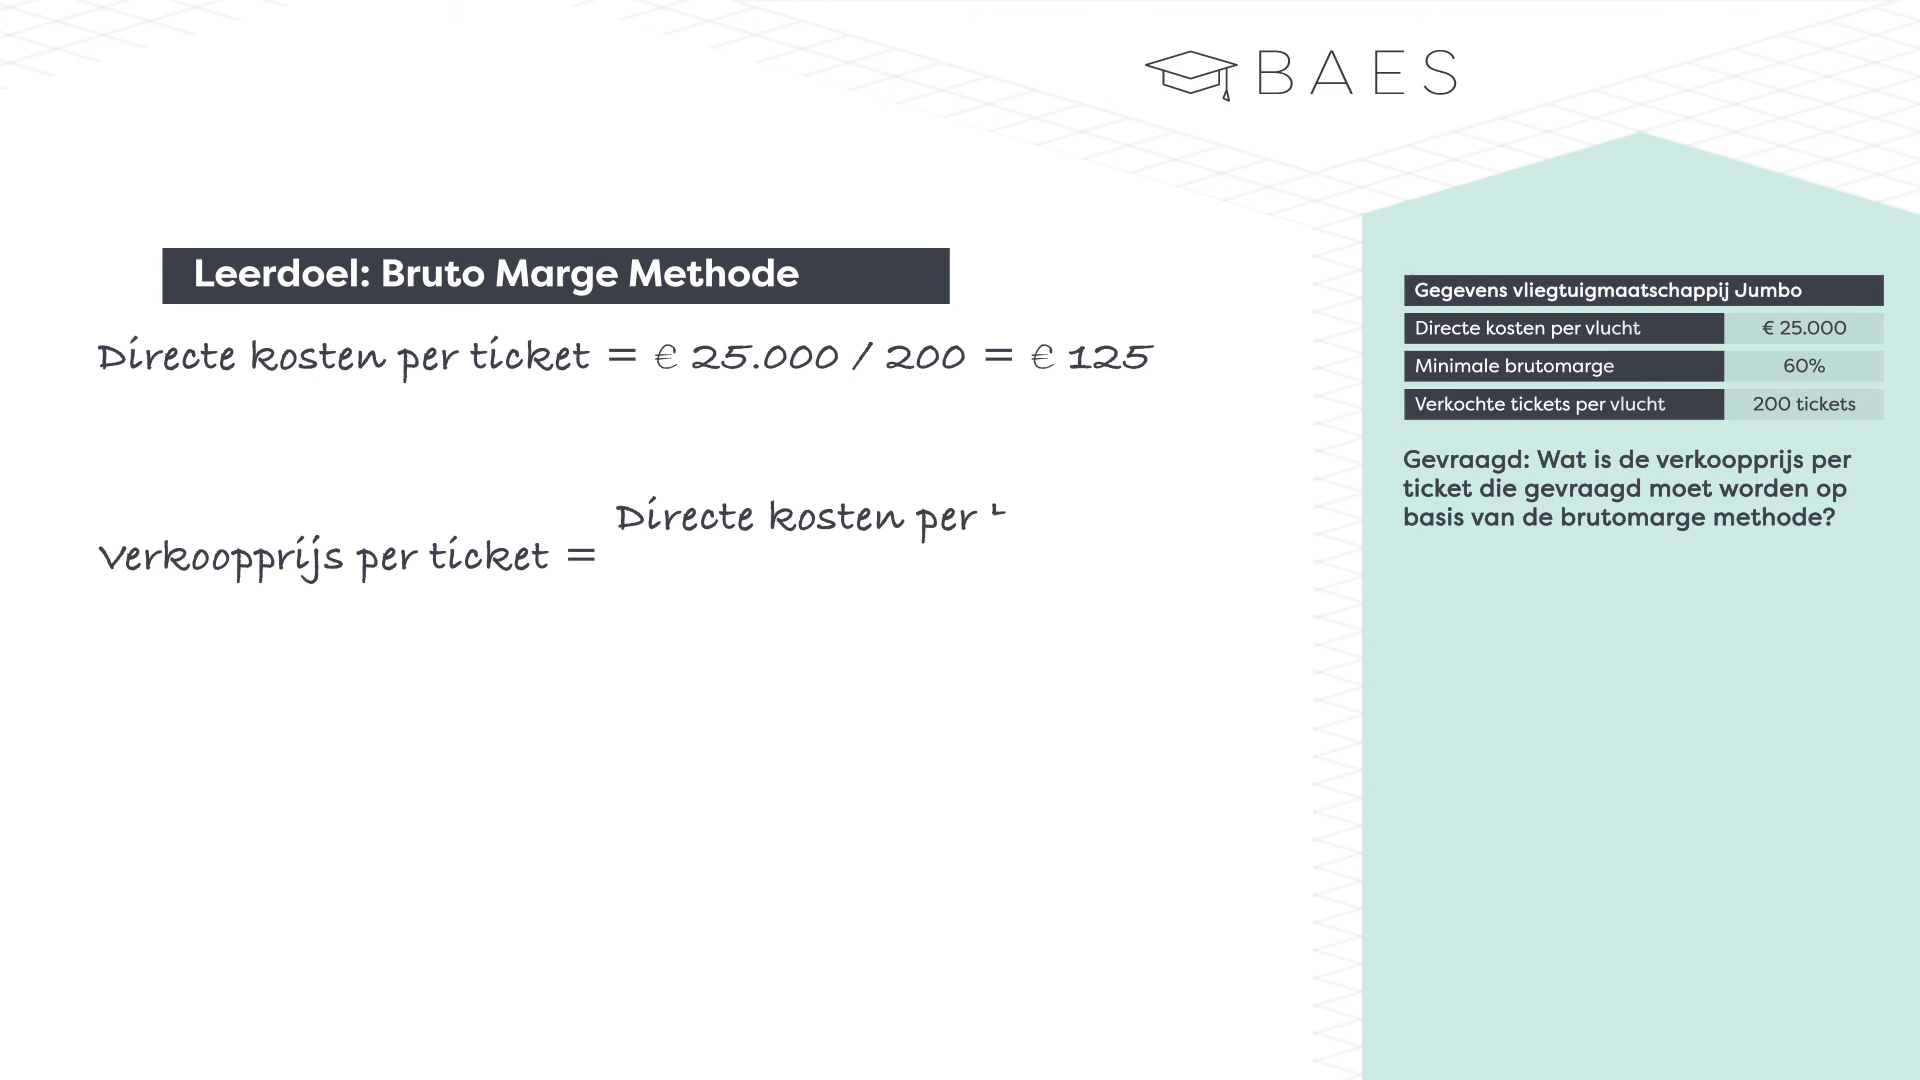 BAES
Leerdoel: Bruto Marge Methode
Directe kosten per ticket = € 25.000 / 200 = € 125
Directe kosten per
Verkoopprijs per ticket =
Gegevens vliegtuigmaatschappij Jumbo
Directe kosten per vlucht € 25.000
Minimale brutomarge 60%
Verkochte tickets per vlucht 200 tickets
Gevraagd: Wat is de verkoopprijs per
ticket die gevraagd moet worden op
basis van de brutomarge methode?